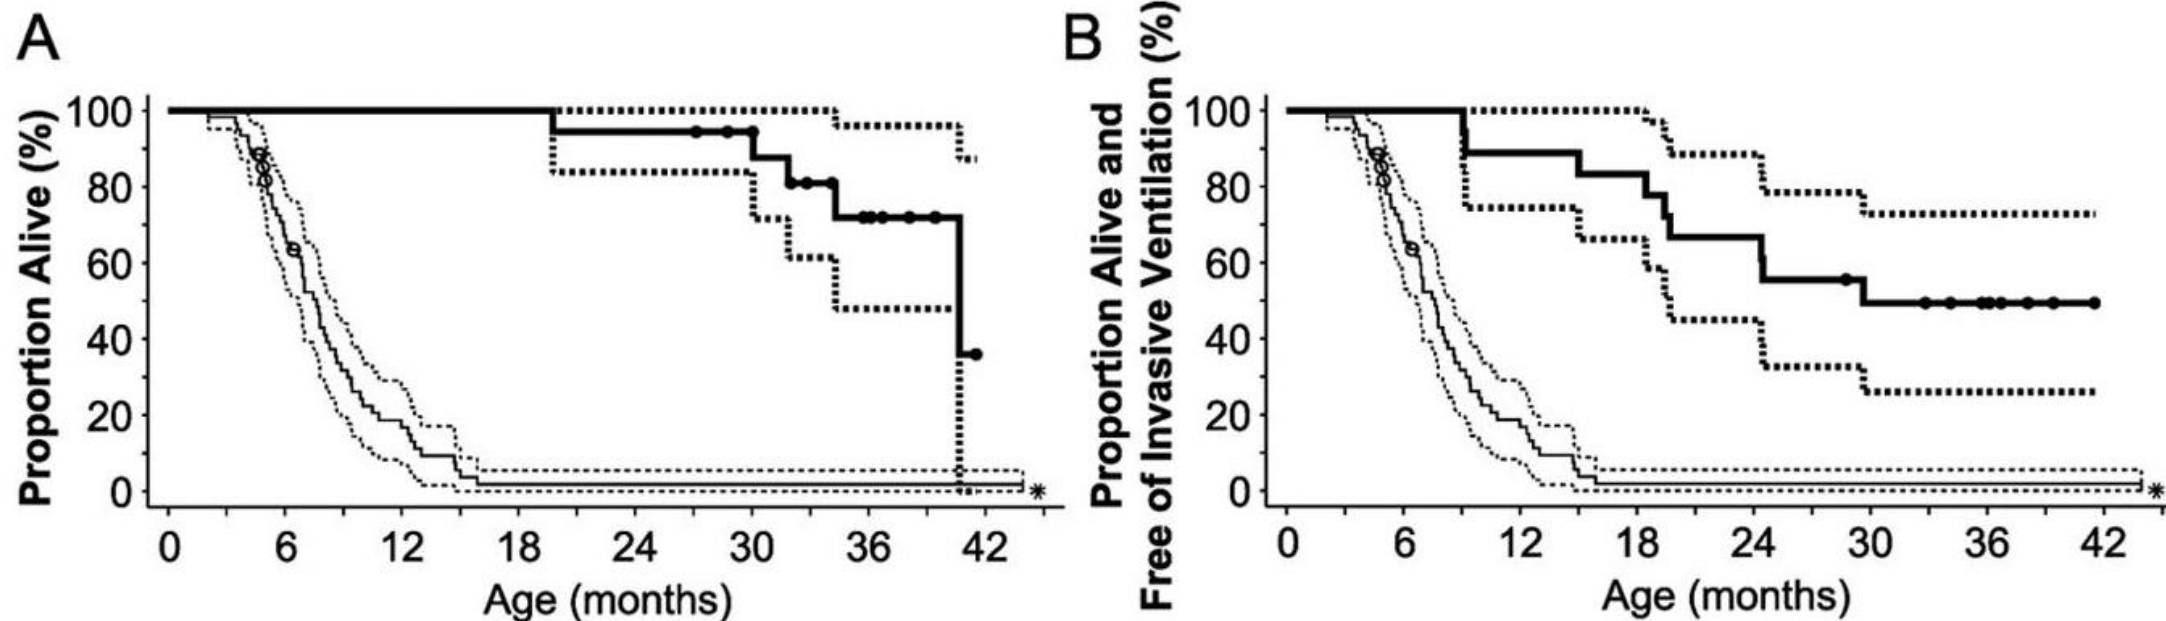 A
Proportion Alive (%)
100
80
60
40
20
0
*
0 6 12 18 24 30 36 42
Age (months)
B
Proportion Alive and
Free of Invasive Ventilation (%)
100
80
60
40
20
0
*
0 6 12 18 24 30 36 42
Age (months)